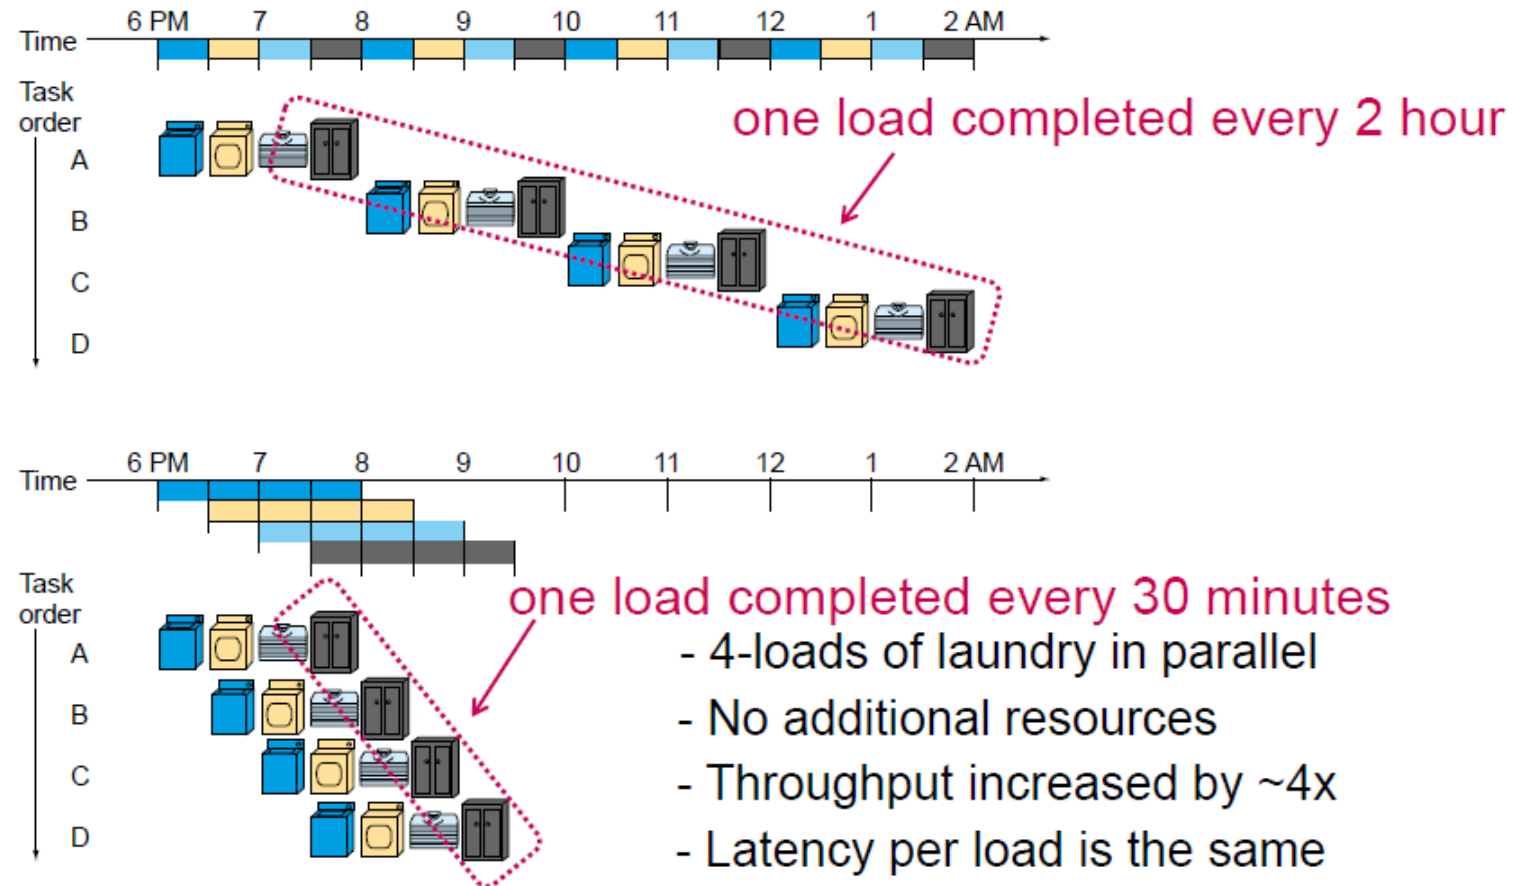 6 PM 7 8 9 10 11 12 1 2 AM
Time
Task
order
one load completed every 2 hour
A
B
C
D
6 PM 7 8 9 10 11 12 1 2 AM
Time
Task
order
one load completed every 30 minutes
A
- 4-loads of laundry in parallel
B
- No additional resources
C
- Throughput increased by ~4x
D
- Latency per load is the same